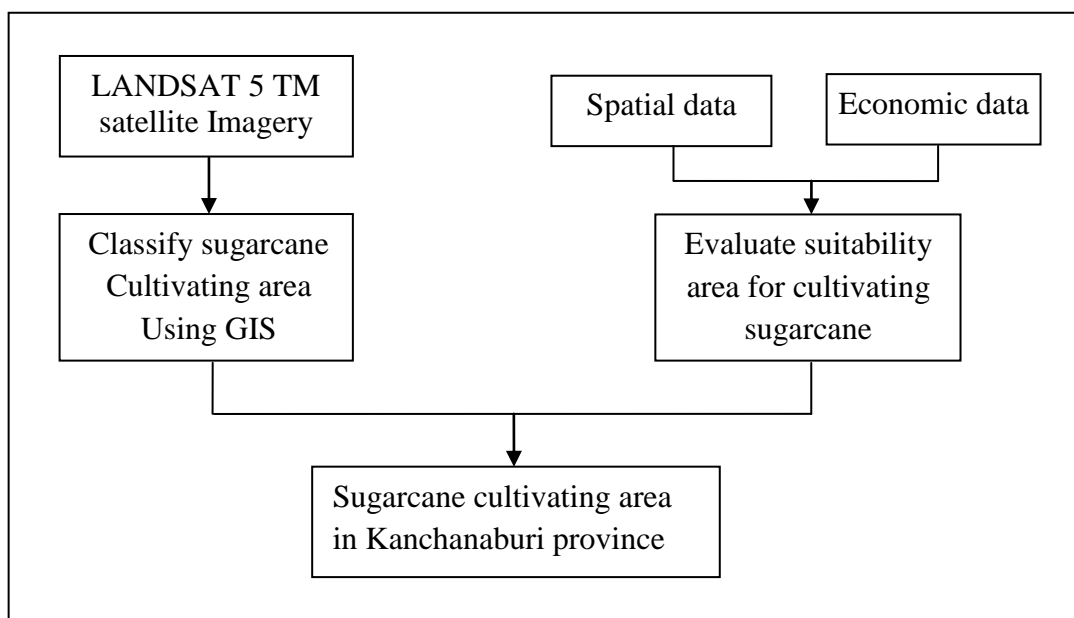 LANDSAT 5 TM
satellite Imagery
Spatial data
Economic data
Classify sugarcane
Cultivating area
Using GIS
Evaluate suitability
area for cultivating
sugarcane
Sugarcane cultivating area
in Kanchanaburi province